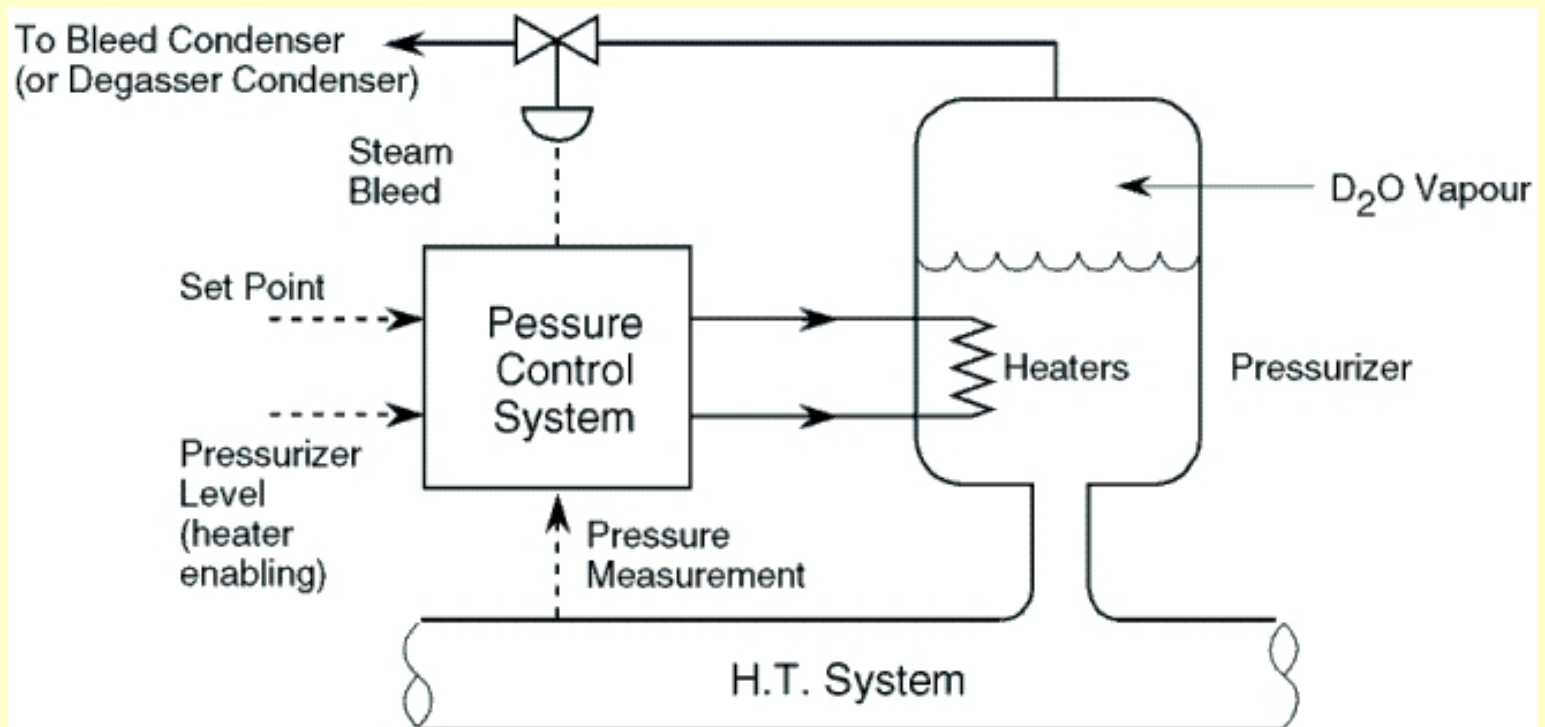 To Bleed Condenser
(or Degasser Condenser)
Steam
Bleed
D2O Vapour
Set Point
Pessure
Control
System
Heaters
Pressurizer
Pressurizer
Level
(heater
enabling)
Pressure
Measurement
H.T. System